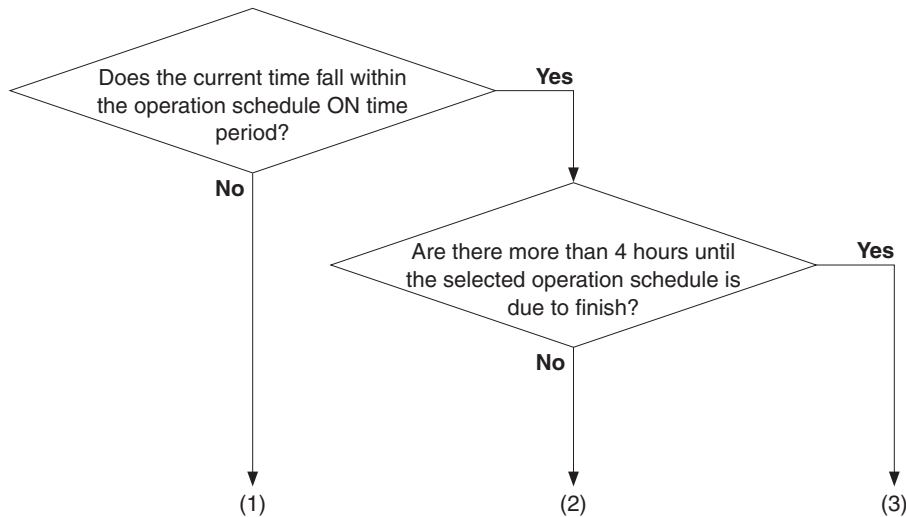 Does the current time fall within
the operation schedule ON time
period?
Yes
No
Are there more than 4 hours until
the selected operation schedule is
due to finish?
Yes
No
(1)
(2)
(3)